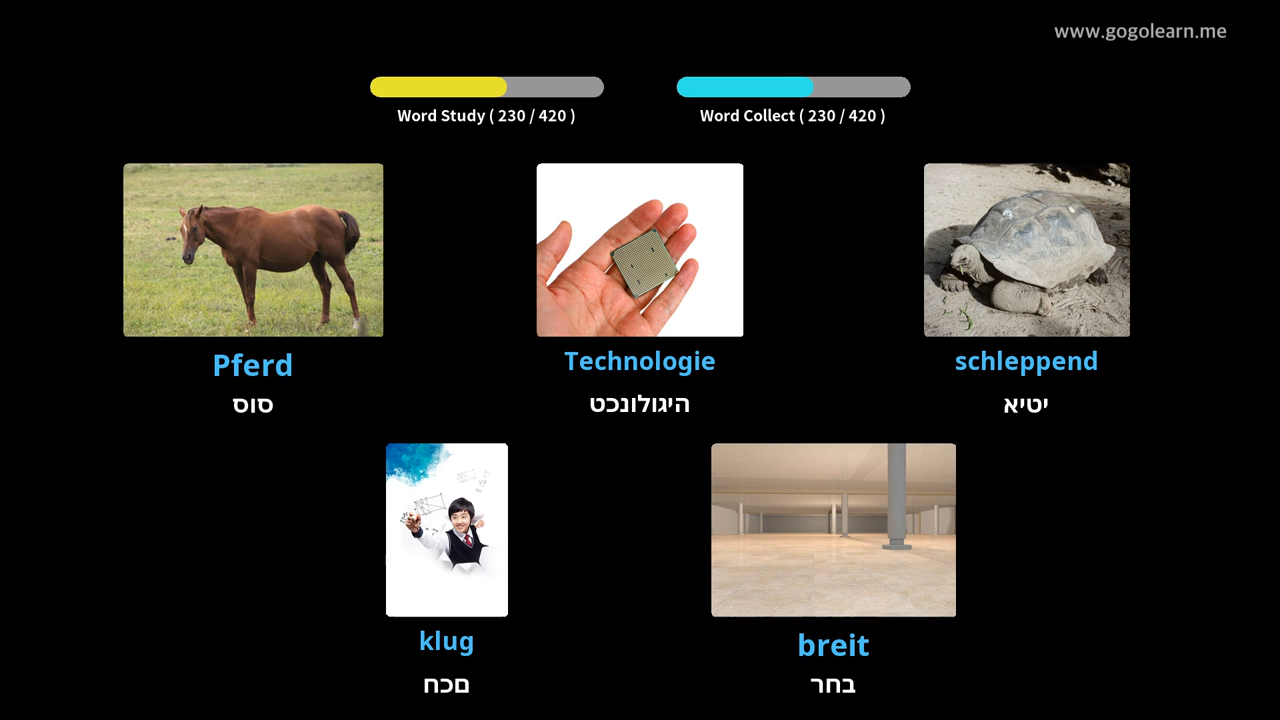 www.gogolearn.me
Word Study ( 230 / 420 )
Word Collect ( 230 / 420 )
Pferd
סוס
Technologie
היגולונכט
schleppend
יטיא
klug
םכח
breit
בחר